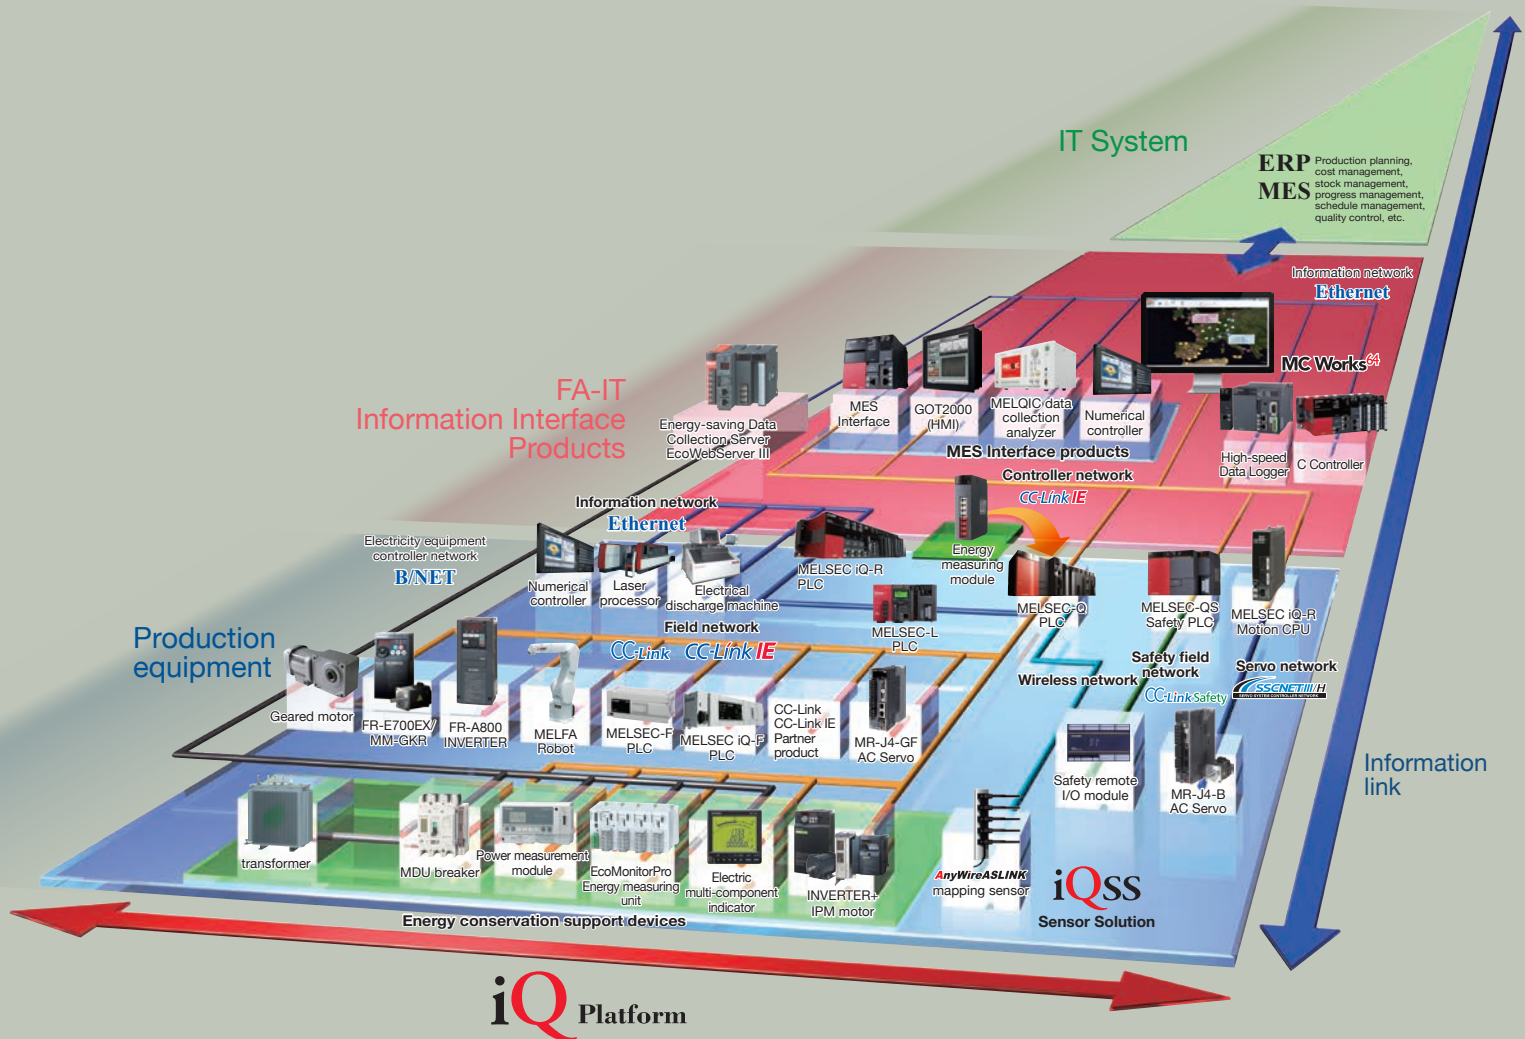 IT System
ERP
MES
Production planning,
cost management,
stock management,
progress management,
schedule management,
quality control, etc.
Information network
Ethernet
MC Works64
FA-IT
Information Interface
Products
Energy-saving Data
Collection Server
EcoWebServer III
MES
Interface
GOT2000
(HMI)
MELQIC data
collection
analyzer
Numerical
controller
MES Interface products
High-speed
Data Logger
C Controller
Controller network
CC-Link IE
Information network
Ethernet
Electricity equipment
controller network
B/NET
Numerical
controller
Laser
processor
Electrical
discharge machine
MELSEC iQ-R
PLC
Energy
measuring
module
MELSEC-L
PLC
MELSEC-Q
PLC
MELSEC-QS
Safety PLC
MELSEC iQ-R
Motion CPU
Field network
CC-Link CC-Link IE
Production
equipment
Wireless network
Safety field
network
CC-Link Safety
Servo network
SSCNETIII/H
SERVO SYSTEM CONTROLLER NETWORK
Geared motor
FR-E700EX/
MM-GKR
FR-A800
INVERTER
MELFA
Robot
MELSEC-F
PLC
MELSEC iQ-F
PLC
CC-Link
CC-Link IE
Partner
product
MR-J4-GF
AC Servo
Safety remote
I/O module
MR-J4-B
AC Servo
Information
link
transformer
MDU breaker
Power measurement
module
EcoMonitorPro
Energy measuring
unit
Electric
multi-component
indicator
INVERTER+
IPM motor
AnyWireASLINK
mapping sensor
iQSS
Sensor Solution
Energy conservation support devices
iQ Platform